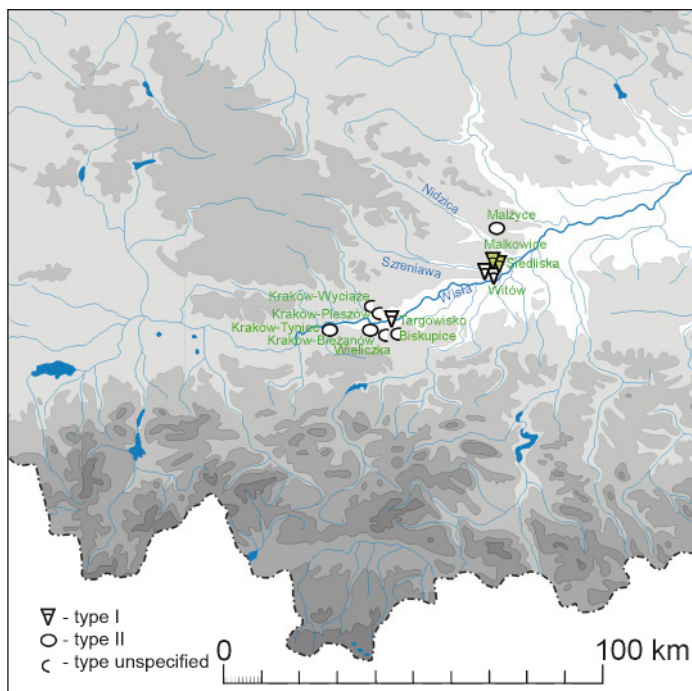 Nidzica
Malżyce
Małkowice
Szreniawa
Siedliska
Wisła
Witów
Kraków-Wyciąże
Kraków-Pleszów
Targowisko
Kraków-Tyniec
Kraków-Bieżanów
Biskupice
Wieliczka
- type I
- type II
- type unspecified
0 100 km